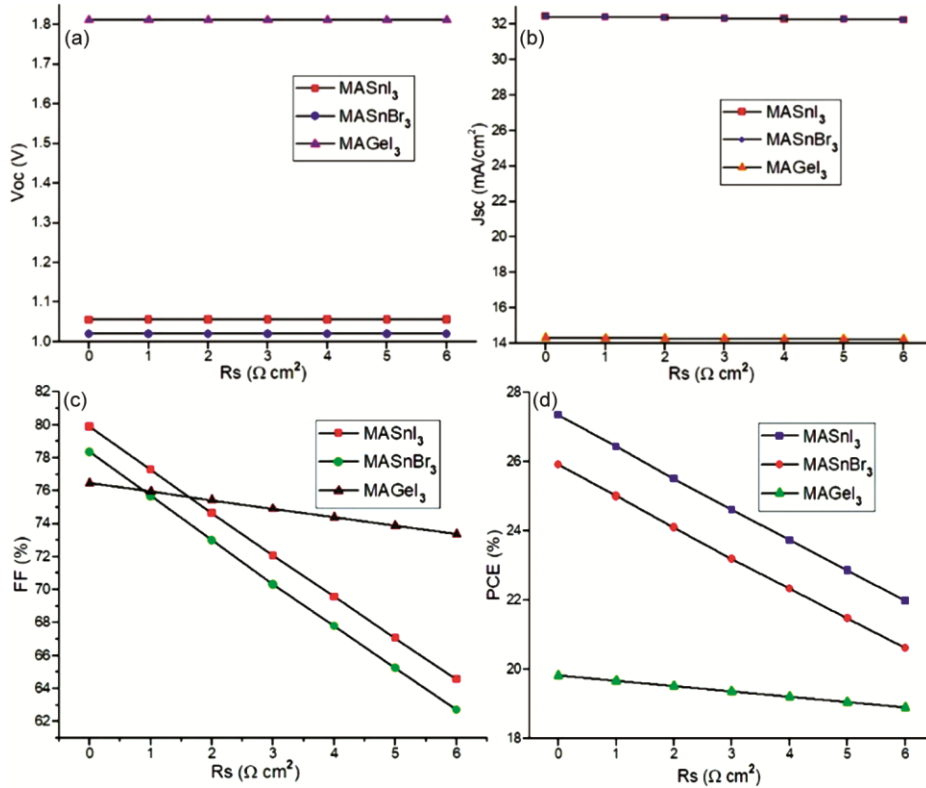 (a)
1.8
1.7
1.6
1.5
1.4
1.3
1.2
1.1
1.0
Voc (V)
MASnI₃
MASnBr₃
MAGeI₃
0 1 2 3 4 5 6
Rs (Ω cm²)
(b)
32
30
28
26
24
22
20
18
16
14
Jsc (mA/cm²)
MASnI₃
MASnBr₃
MAGeI₃
0 1 2 3 4 5 6
Rs (Ω cm²)
(c)
80
78
76
74
72
70
68
66
64
62
FF (%)
MASnI₃
MASnBr₃
MAGeI₃
0 1 2 3 4 5 6
Rs (Ω cm²)
(d)
28
26
24
22
20
18
PCE (%)
MASnI₃
MASnBr₃
MAGeI₃
0 1 2 3 4 5 6
Rs (Ω cm²)